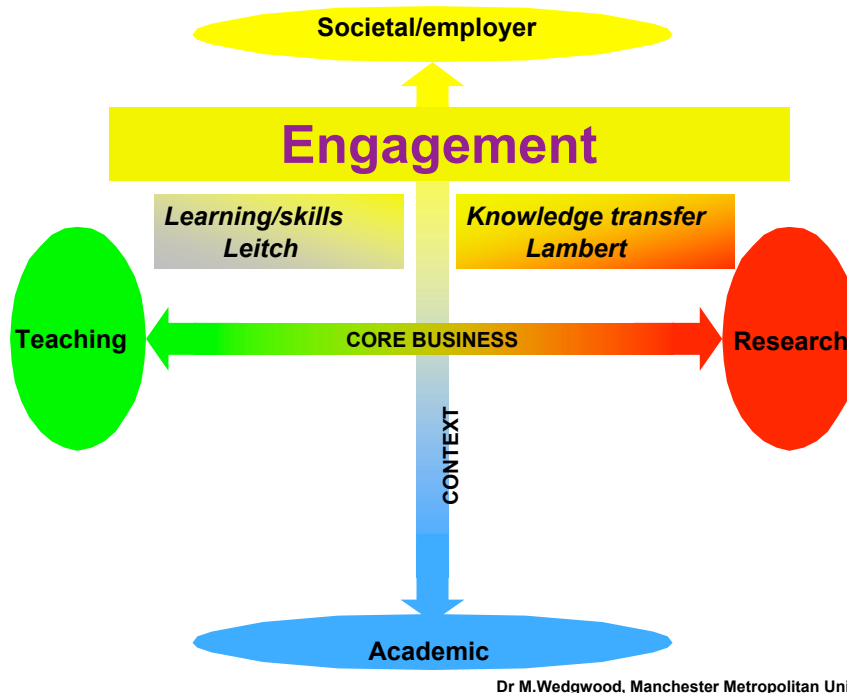 Societal/employer
Engagement
Learning/skills
Leitch
Knowledge transfer
Lambert
Teaching
CORE BUSINESS
Research
CONTEXT
Academic
Dr M.Wedgwood, Manchester Metropolitan Uni